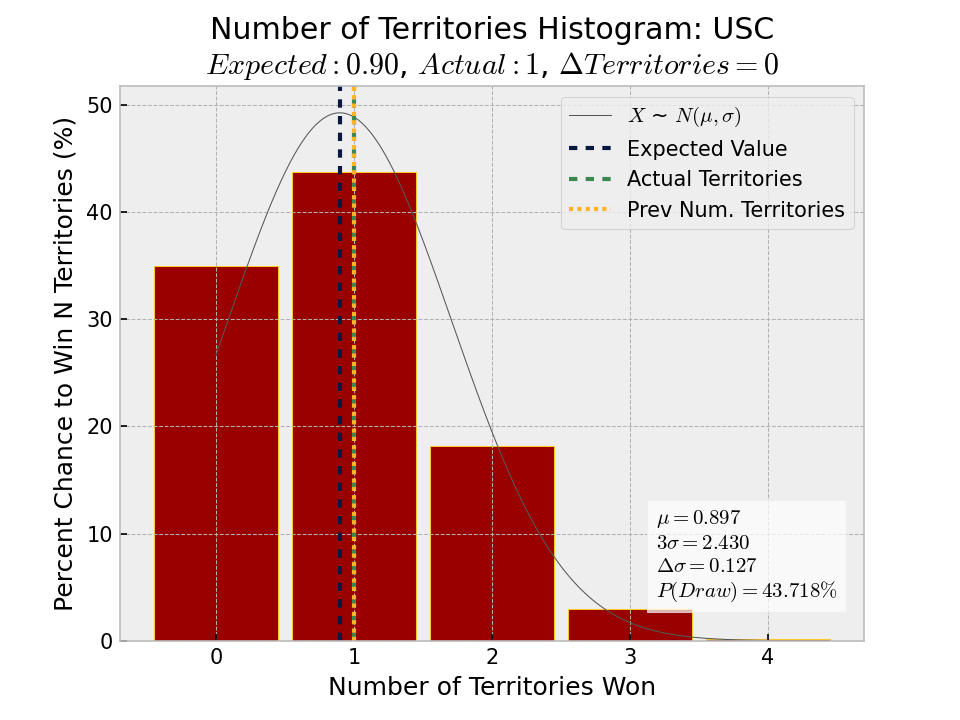 Number of Territories Histogram: USC
Expected : 0.90, Actual : 1, ΔTerritories = 0
Percent Chance to Win N Territories (%)
50
40
30
20
10
0
X ~ N(μ, σ)
Expected Value
Actual Territories
Prev Num. Territories
μ = 0.897
3σ = 2.430
Δσ = 0.127
P(Draw) = 43.718%
0 1 2 3 4
Number of Territories Won